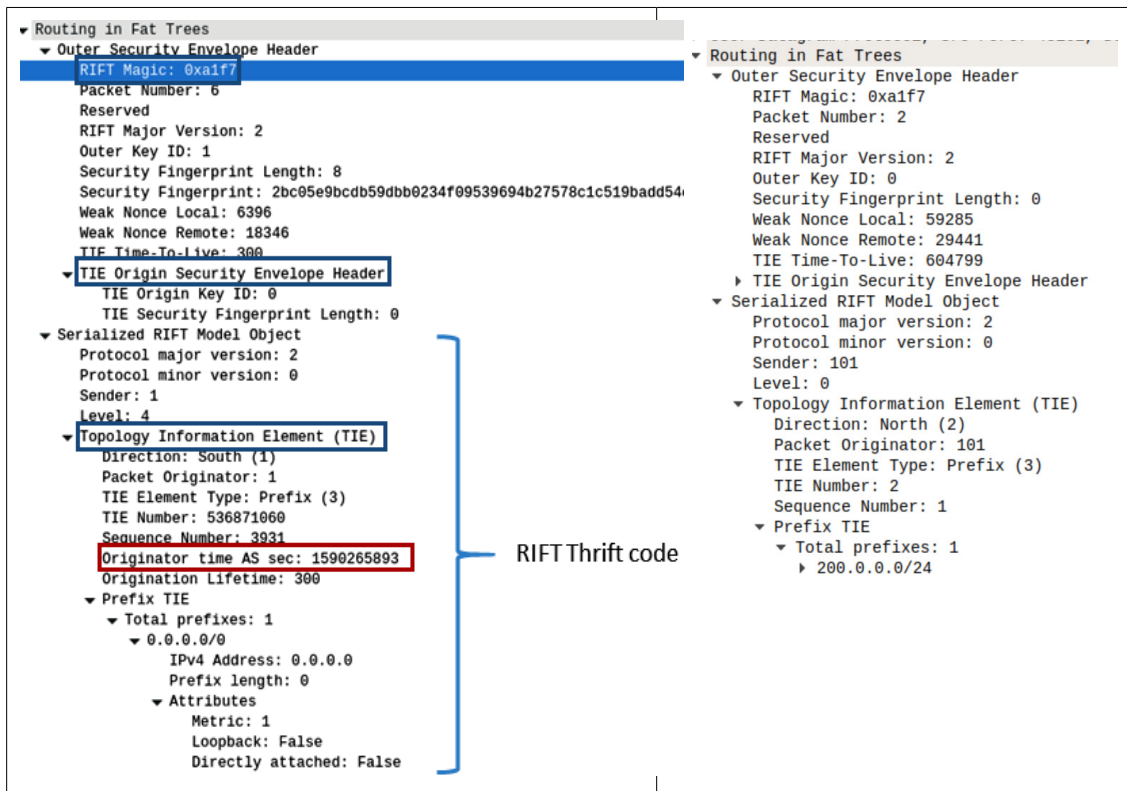 Routing in Fat Trees
Outer Security Envelope Header
RIFT Magic: 0xa1f7
Packet Number: 6
Reserved
RIFT Major Version: 2
Outer Key ID: 1
Security Fingerprint Length: 8
Security Fingerprint: 2bc05e9bcdb59dbb0234f09539694b27578c1c519badd54
Weak Nonce Local: 6396
Weak Nonce Remote: 18346
TIE Time-To-Live: 300
TIE Origin Security Envelope Header
TIE Origin Key ID: 0
TIE Security Fingerprint Length: 0
Serialized RIFT Model Object
Protocol major version: 2
Protocol minor version: 0
Sender: 1
Level: 4
Topology Information Element (TIE)
Direction: South (1)
Packet Originator: 1
TIE Element Type: Prefix (3)
TIE Number: 536871060
Sequence Number: 3931
Originator time AS sec: 1590265893
Origination Lifetime: 300
Prefix TIE
Total prefixes: 1
0.0.0.0/0
IPv4 Address: 0.0.0.0
Prefix length: 0
Attributes
Metric: 1
Loopback: False
Directly attached: False
RIFT Thrift code
Routing in Fat Trees
Outer Security Envelope Header
RIFT Magic: 0xa1f7
Packet Number: 2
Reserved
RIFT Major Version: 2
Outer Key ID: 0
Security Fingerprint Length: 0
Weak Nonce Local: 59285
Weak Nonce Remote: 29441
TIE Time-To-Live: 604799
TIE Origin Security Envelope Header
Serialized RIFT Model Object
Protocol major version: 2
Protocol minor version: 0
Sender: 101
Level: 0
Topology Information Element (TIE)
Direction: North (2)
Packet Originator: 101
TIE Element Type: Prefix (3)
TIE Number: 2
Sequence Number: 1
Prefix TIE
Total prefixes: 1
200.0.0.0/24